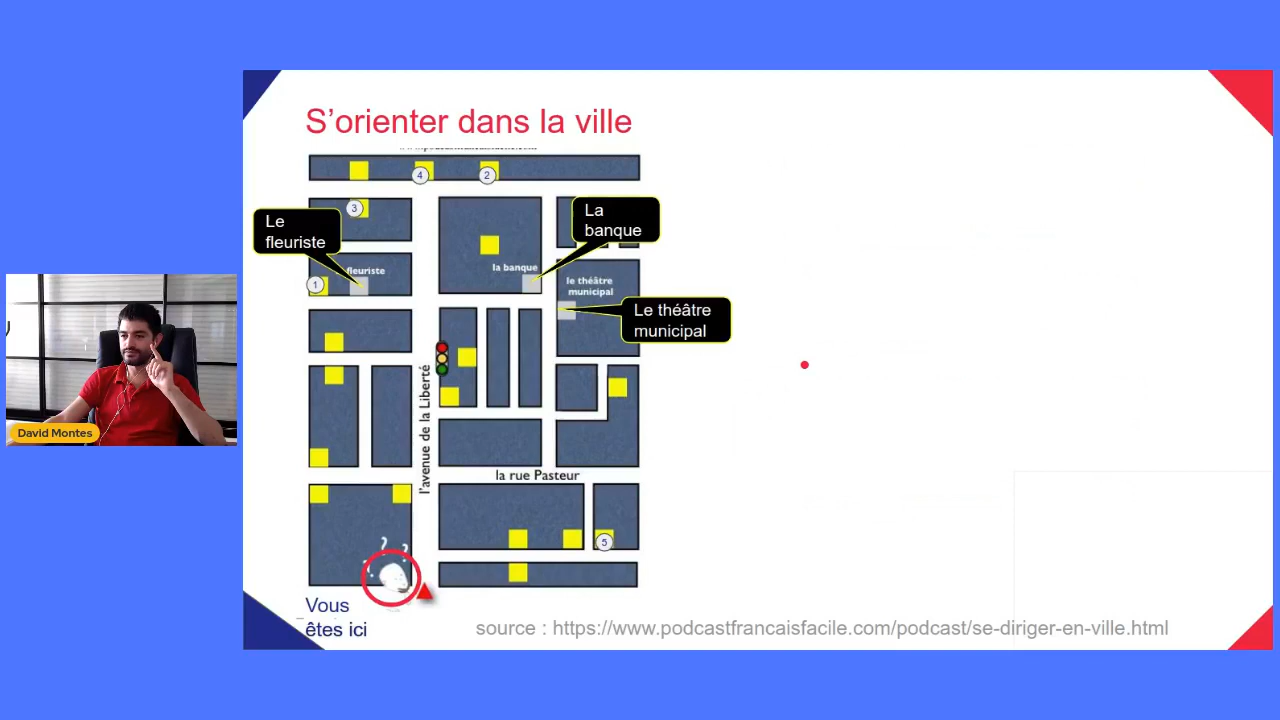 S'orienter dans la ville
4
2
3
Le
fleuriste
La
banque
fleuriste
la banque
1
le théâtre
municipal
Le théâtre
municipal
l'avenue de la Liberté
la rue Pasteur
5
? ? ? ?
David Montes
Vous
êtes ici
source : https://www.podcastfrancaisfacile.com/podcast/se-diriger-en-ville.html